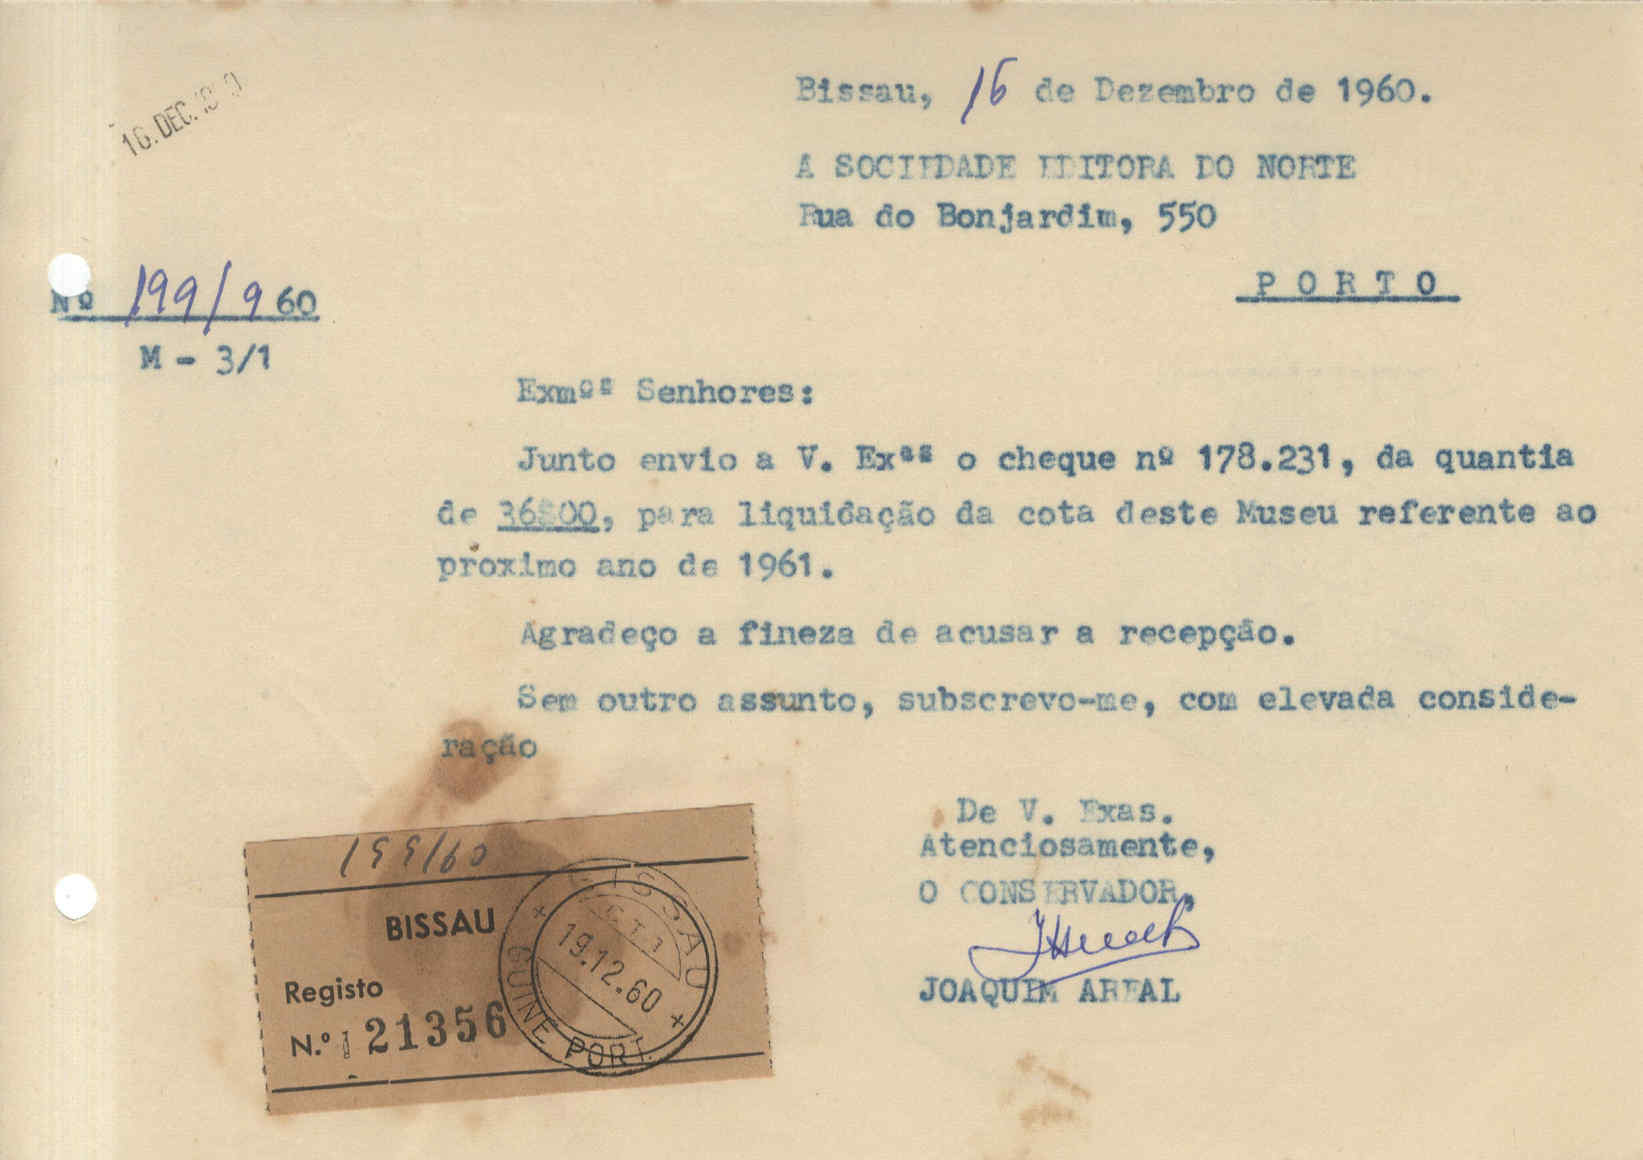 16. DEC. 1960
Bissau, 16 de Dezembro de 1960.
A SOCIEDADE EDITORA DO NORTE
Rua do Bonjardim, 550
PORTO
Nº 199/960
M - 3/1
Exmºˢ Senhores:
Junto envio a V. Exªˢ o cheque nº 178.231, da quantia
de 36$00, para liquidação da cota deste Museu referente ao
próximo ano de 1961.
Agradeço a fineza de acusar a recepção.
Sem outro assunto, subscrevo-me, com elevada conside-
ração
De V. Exas.
Atenciosamente,
O CONSERVADOR,
JOAQUIM AREAL
199/60
BISSAU
Registo
N.º 21356
BISSAU
C.T.T.
19.12.60
GUINÉ PORT.